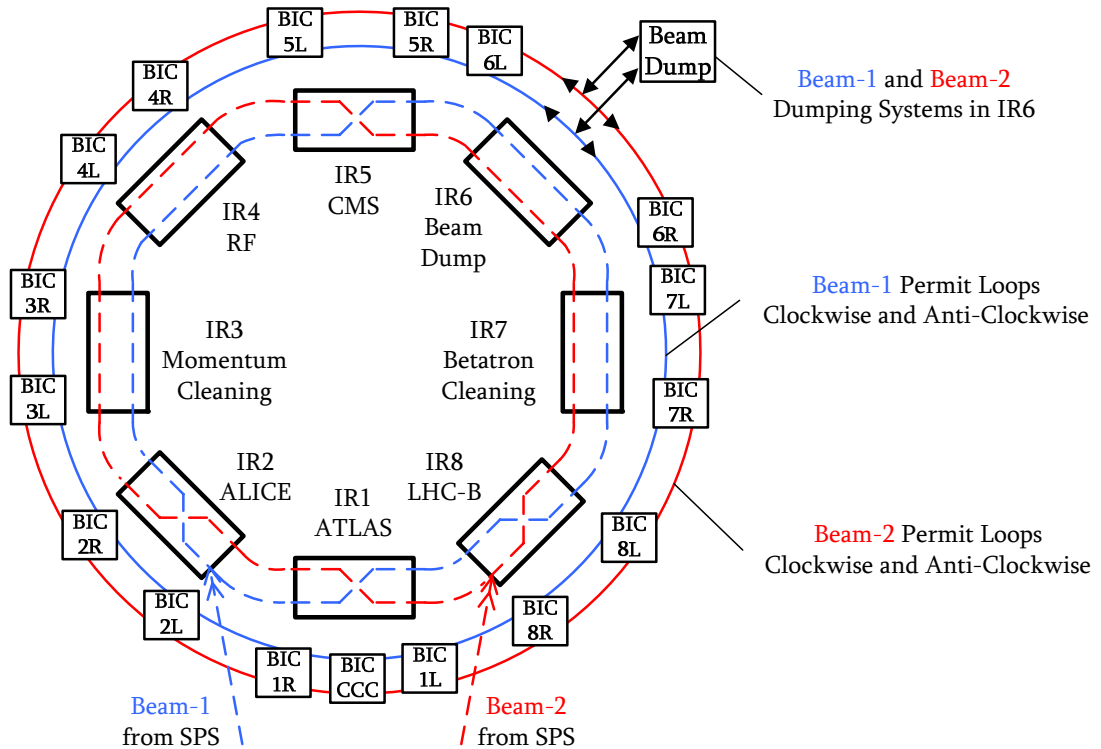 BIC
5L
BIC
5R
BIC
6L
Beam
Dump
Beam-1 and Beam-2
Dumping Systems in IR6
BIC
4R
BIC
4L
IR5
CMS
IR4
RF
IR6
Beam
Dump
BIC
6R
BIC
7L
Beam-1 Permit Loops
Clockwise and Anti-Clockwise
BIC
3R
IR3
Momentum
Cleaning
IR7
Betatron
Cleaning
BIC
3L
BIC
7R
IR2
ALICE
IR8
LHC-B
IR1
ATLAS
BIC
2R
BIC
8L
Beam-2 Permit Loops
Clockwise and Anti-Clockwise
BIC
2L
BIC
8R
BIC
1R
BIC
CCC
BIC
1L
Beam-1
from SPS
Beam-2
from SPS